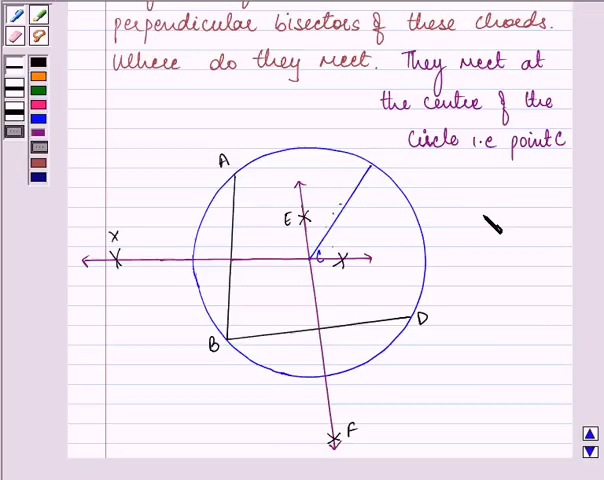 perpendicular bisectors of these chords.
Where do they meet. They meet at
the centre of the
Circle i.e point C
A
X
E
C
B
D
F